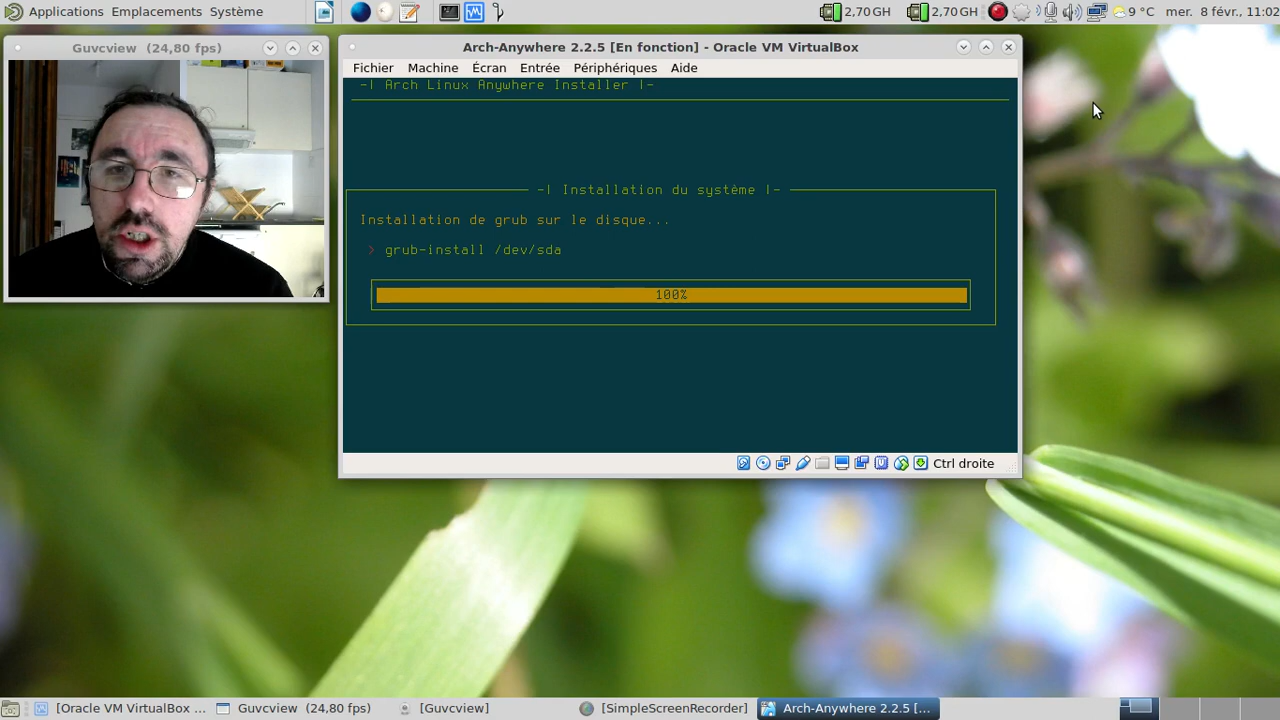 Applications Emplacements Système
2,70 GH
2,70 GH
9 °C
mer.  8 févr., 11:02
Guvcview  (24,80 fps)
Arch-Anywhere 2.2.5 [En fonction] - Oracle VM VirtualBox
Fichier Machine Écran Entrée Périphériques Aide
-| Arch Linux Anywhere Installer |-
-| Installation du système |-
Installation de grub sur le disque...
> grub-install /dev/sda
100%
Ctrl droite
[Oracle VM VirtualBox ...
Guvcview  (24,80 fps)
[Guvcview]
[SimpleScreenRecorder]
Arch-Anywhere 2.2.5 [...